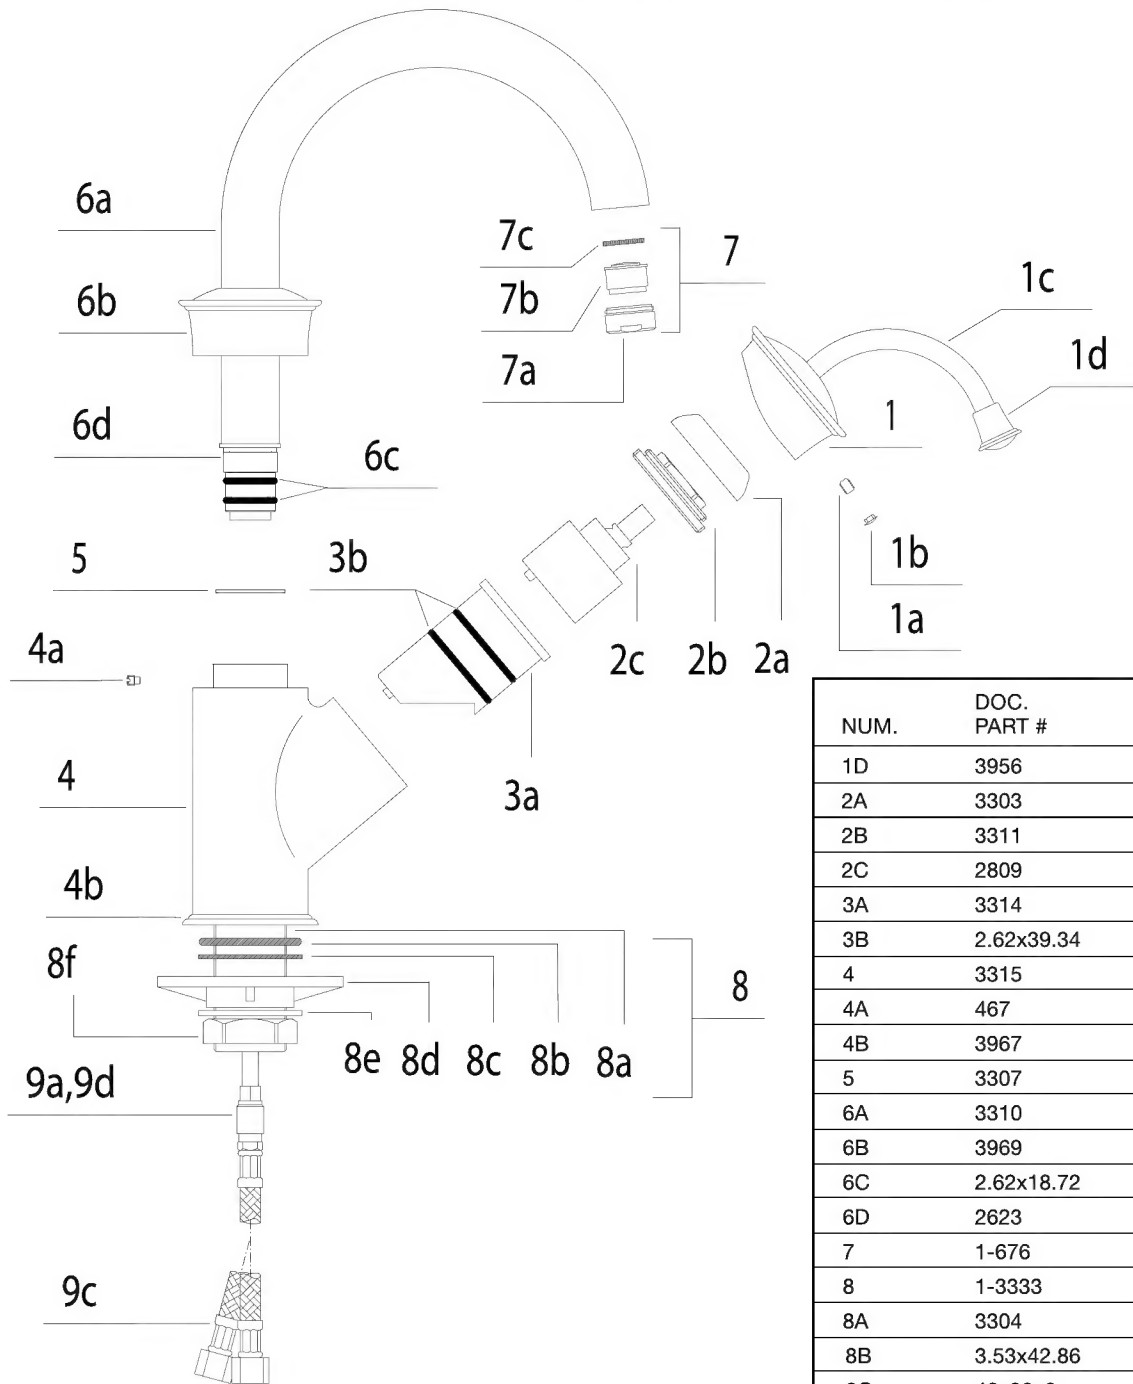 6a
7c
7
1c
6b
7b
1d
7a
6d
1
6c
5
3b
1b
1a
4a
2c
2b
2a
NUM.
DOC.
PART #
1D 3956
2A 3303
2B 3311
2C 2809
3A 3314
3B 2.62x39.34
4 3315
4A 467
4B 3967
5 3307
6A 3310
6B 3969
6C 2.62x18.72
6D 2623
7 1-676
8 1-3333
8A 3304
8B 3.53x42.86
4
3a
4b
8f
8
8e
8d
8c
8b
8a
9a,9d
9c